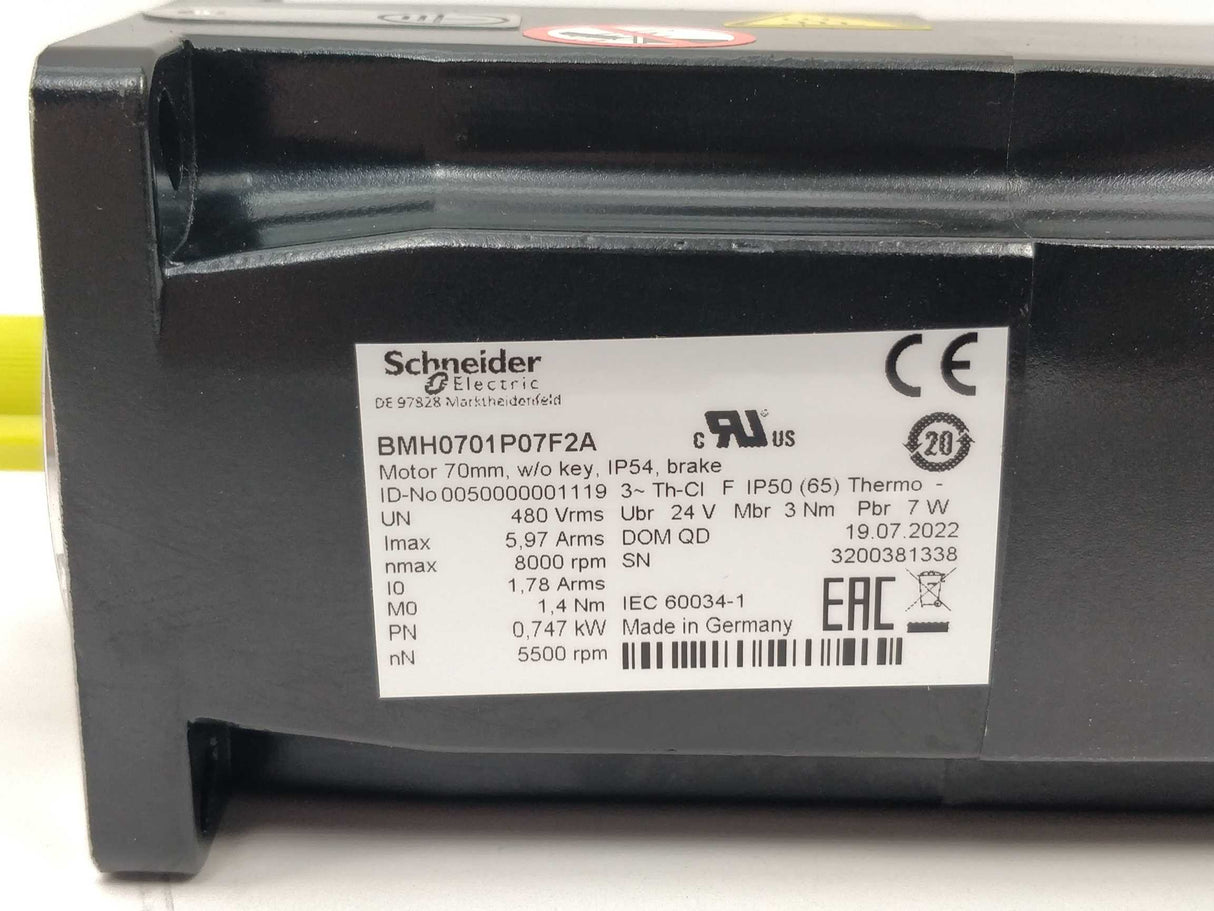 Schneider
Electric
DE 97828 Marktheidenfeld
CE
BMH0701P07F2A
c RU US
20
Motor 70mm, w/o key, IP54, brake
ID-No 0050000001119 3~ Th-Cl F IP50 (65) Thermo -
UN 480 Vrms Ubr 24 V Mbr 3 Nm Pbr 7 W
Imax 5,97 Arms DOM QD 19.07.2022
nmax 8000 rpm SN 3200381338
I0 1,78 Arms
M0 1,4 Nm IEC 60034-1 EAC
PN 0,747 kW Made in Germany
nN 5500 rpm